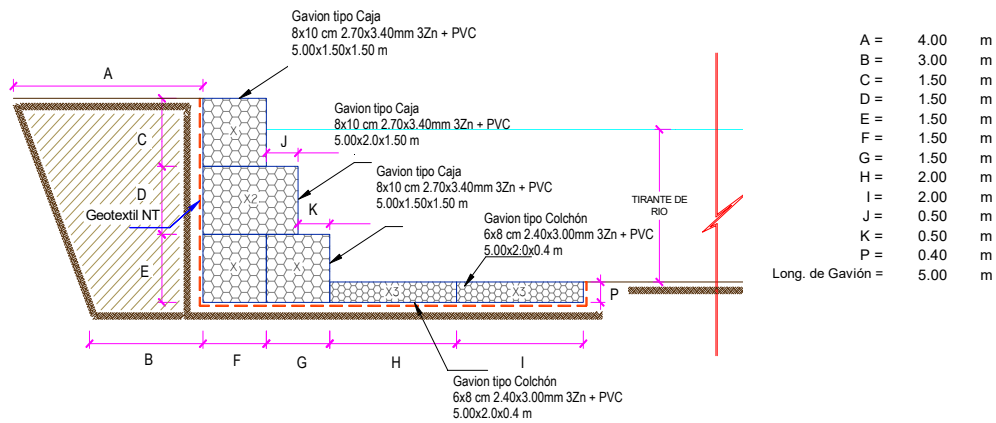 Gavion tipo Caja
8x10 cm 2.70x3.40mm 3Zn + PVC
5.00x1.50x1.50 m
A
C
X
J
Gavion tipo Caja
8x10 cm 2.70x3.40mm 3Zn + PVC
5.00x2.0x1.50 m
Gavion tipo Caja
8x10 cm 2.70x3.40mm 3Zn + PVC
5.00x1.50x1.50 m
D
X2
K
Geotextil NT
TIRANTE DE
RIO
Gavion tipo Colchón
6x8 cm 2.40x3.00mm 3Zn + PVC
5.00x2:0x0.4 m
E
X
X
X3
X3
P
B
F
G
H
I
Gavion tipo Colchón
6x8 cm 2.40x3.00mm 3Zn + PVC
5.00x2.0x0.4 m
A = 4.00 m
B = 3.00 m
C = 1.50 m
D = 1.50 m
E = 1.50 m
F = 1.50 m
G = 1.50 m
H = 2.00 m
I = 2.00 m
J = 0.50 m
K = 0.50 m
P = 0.40 m
Long. de Gavión = 5.00 m